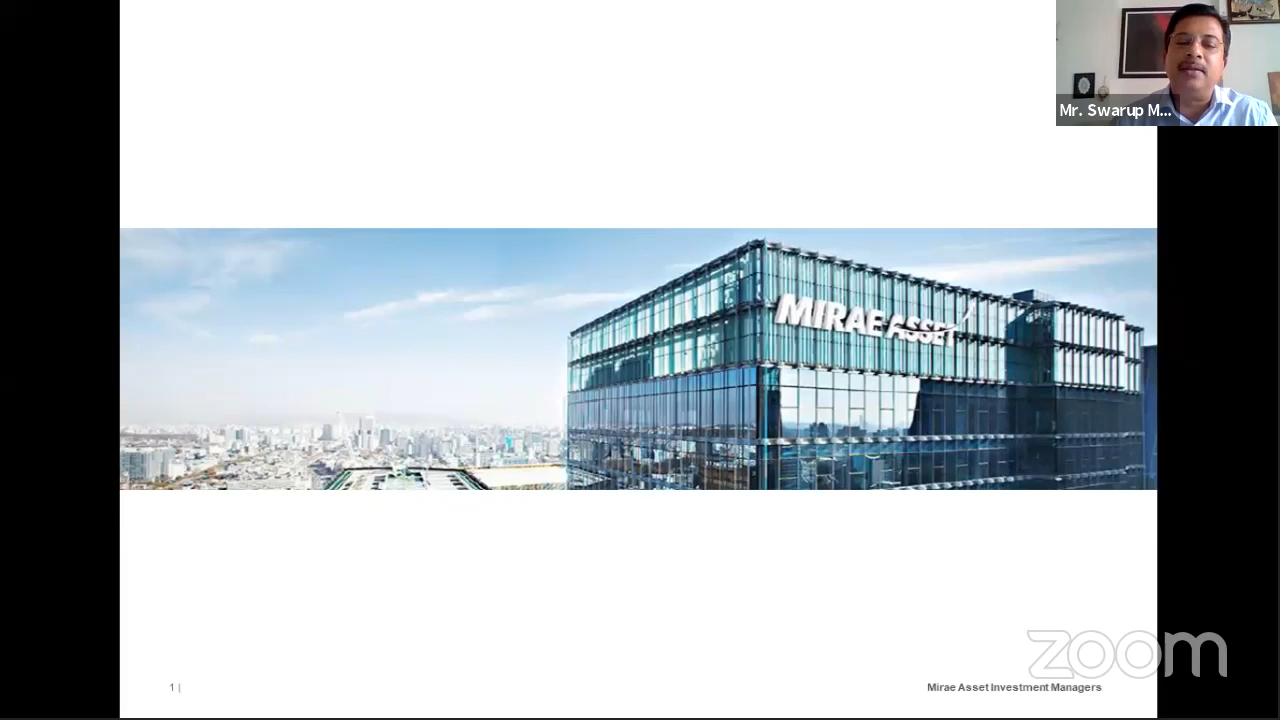 Mr. Swarup M...
MIRAE ASSET
zoom
1 |
Mirae Asset Investment Managers